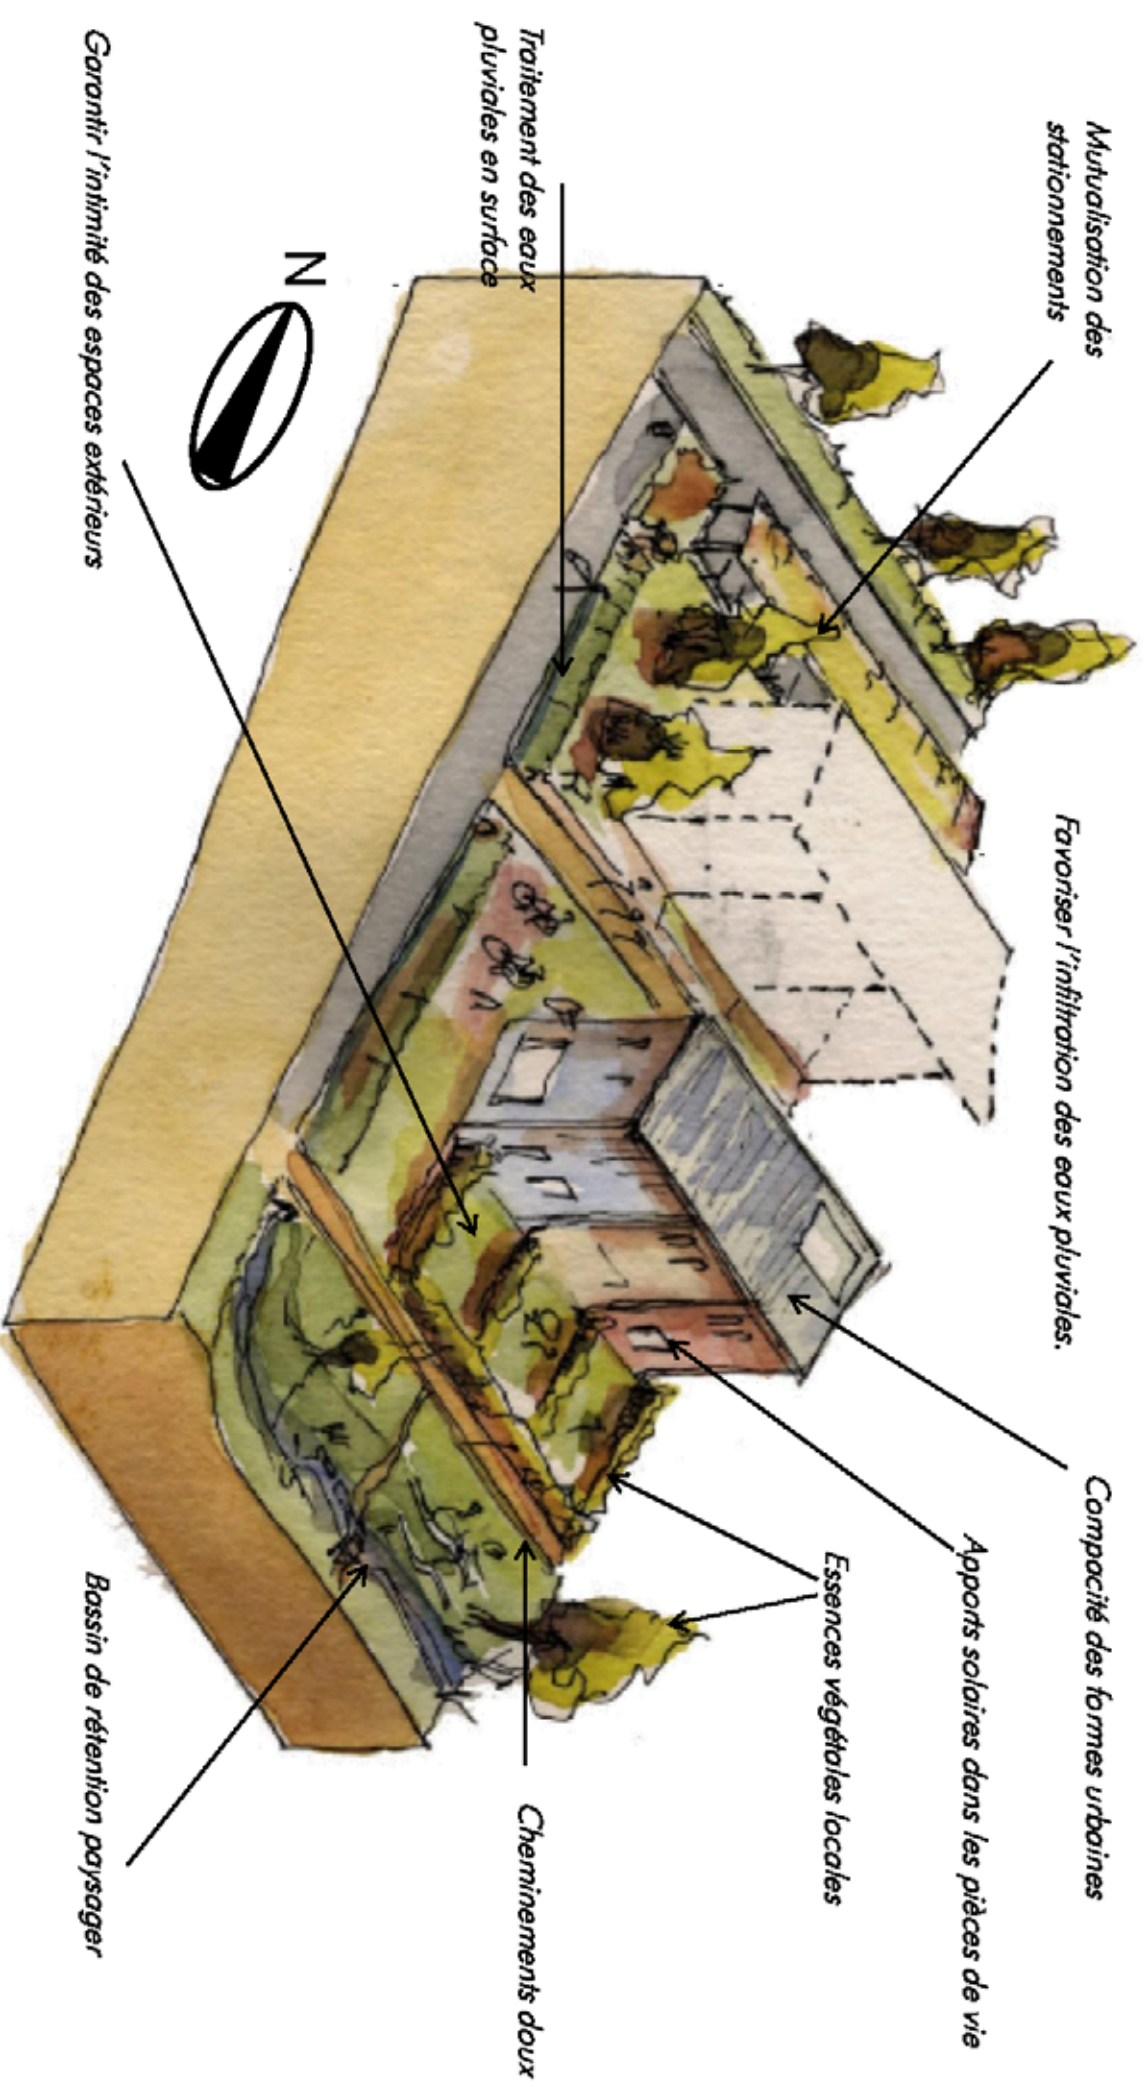 Mutualisation des
stationnements
Favoriser l'infiltration des eaux pluviales.
Compacité des formes urbaines
Apports solaires dans les pièces de vie
Essences végétales locales
Traitement des eaux
pluviales en surface
Cheminements doux
N
Garantir l'intimité des espaces extérieurs
Bassin de rétention paysager